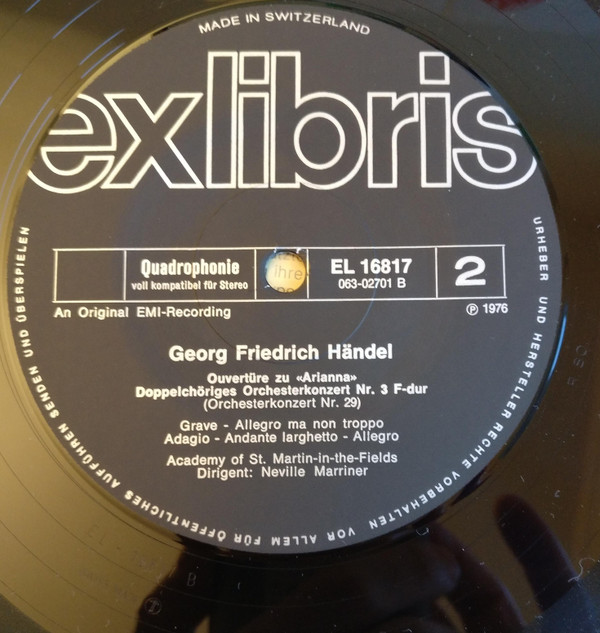 MADE IN SWITZERLAND
exlibris
Quadrophonie
voll kompatibel für Stereo
ihre
EL 16817
063-02701 B
2
An Original EMI-Recording
℗ 1976
Georg Friedrich Händel
Ouvertüre zu «Arianna»
Doppelchöriges Orchesterkonzert Nr. 3 F-dur
(Orchesterkonzert Nr. 29)
Grave - Allegro ma non troppo
Adagio - Andante larghetto - Allegro
Academy of St. Martin-in-the-Fields
Dirigent: Neville Marriner
URHEBER UND HERSTELLER RECHTE VORBEHALTEN VOR ALLEM FÜR ÖFFENTLICHES AUFFÜHREN SENDEN UND ÜBERSPIELEN